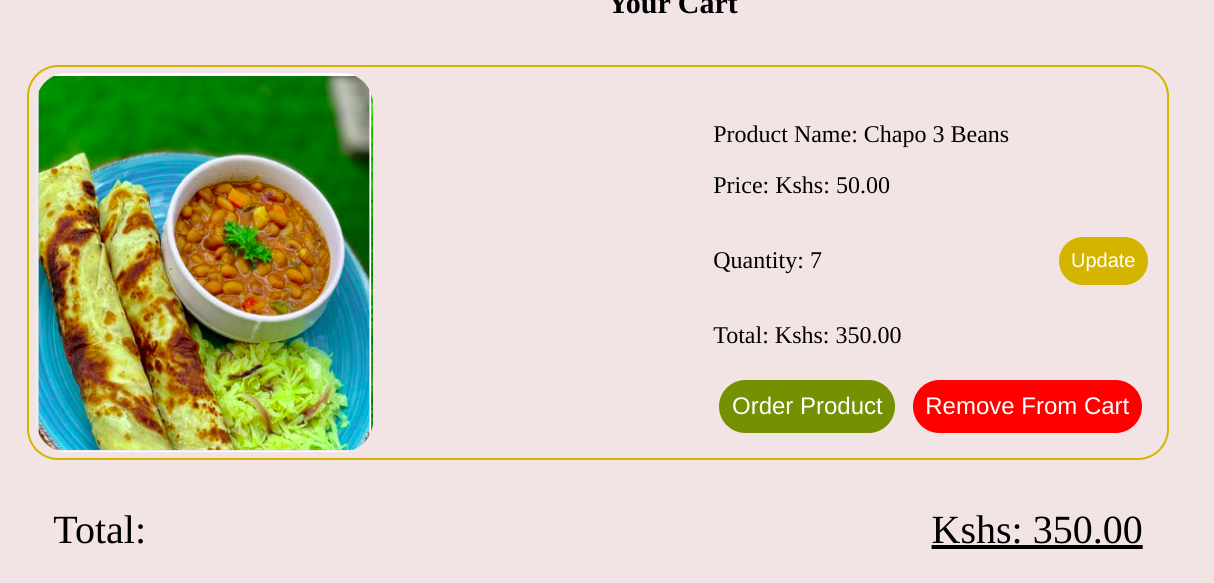 Your Cart
Product Name: Chapo 3 Beans
Price: Kshs: 50.00
Quantity: 7
Update
Total: Kshs: 350.00
Order Product
Remove From Cart
Total:
Kshs: 350.00